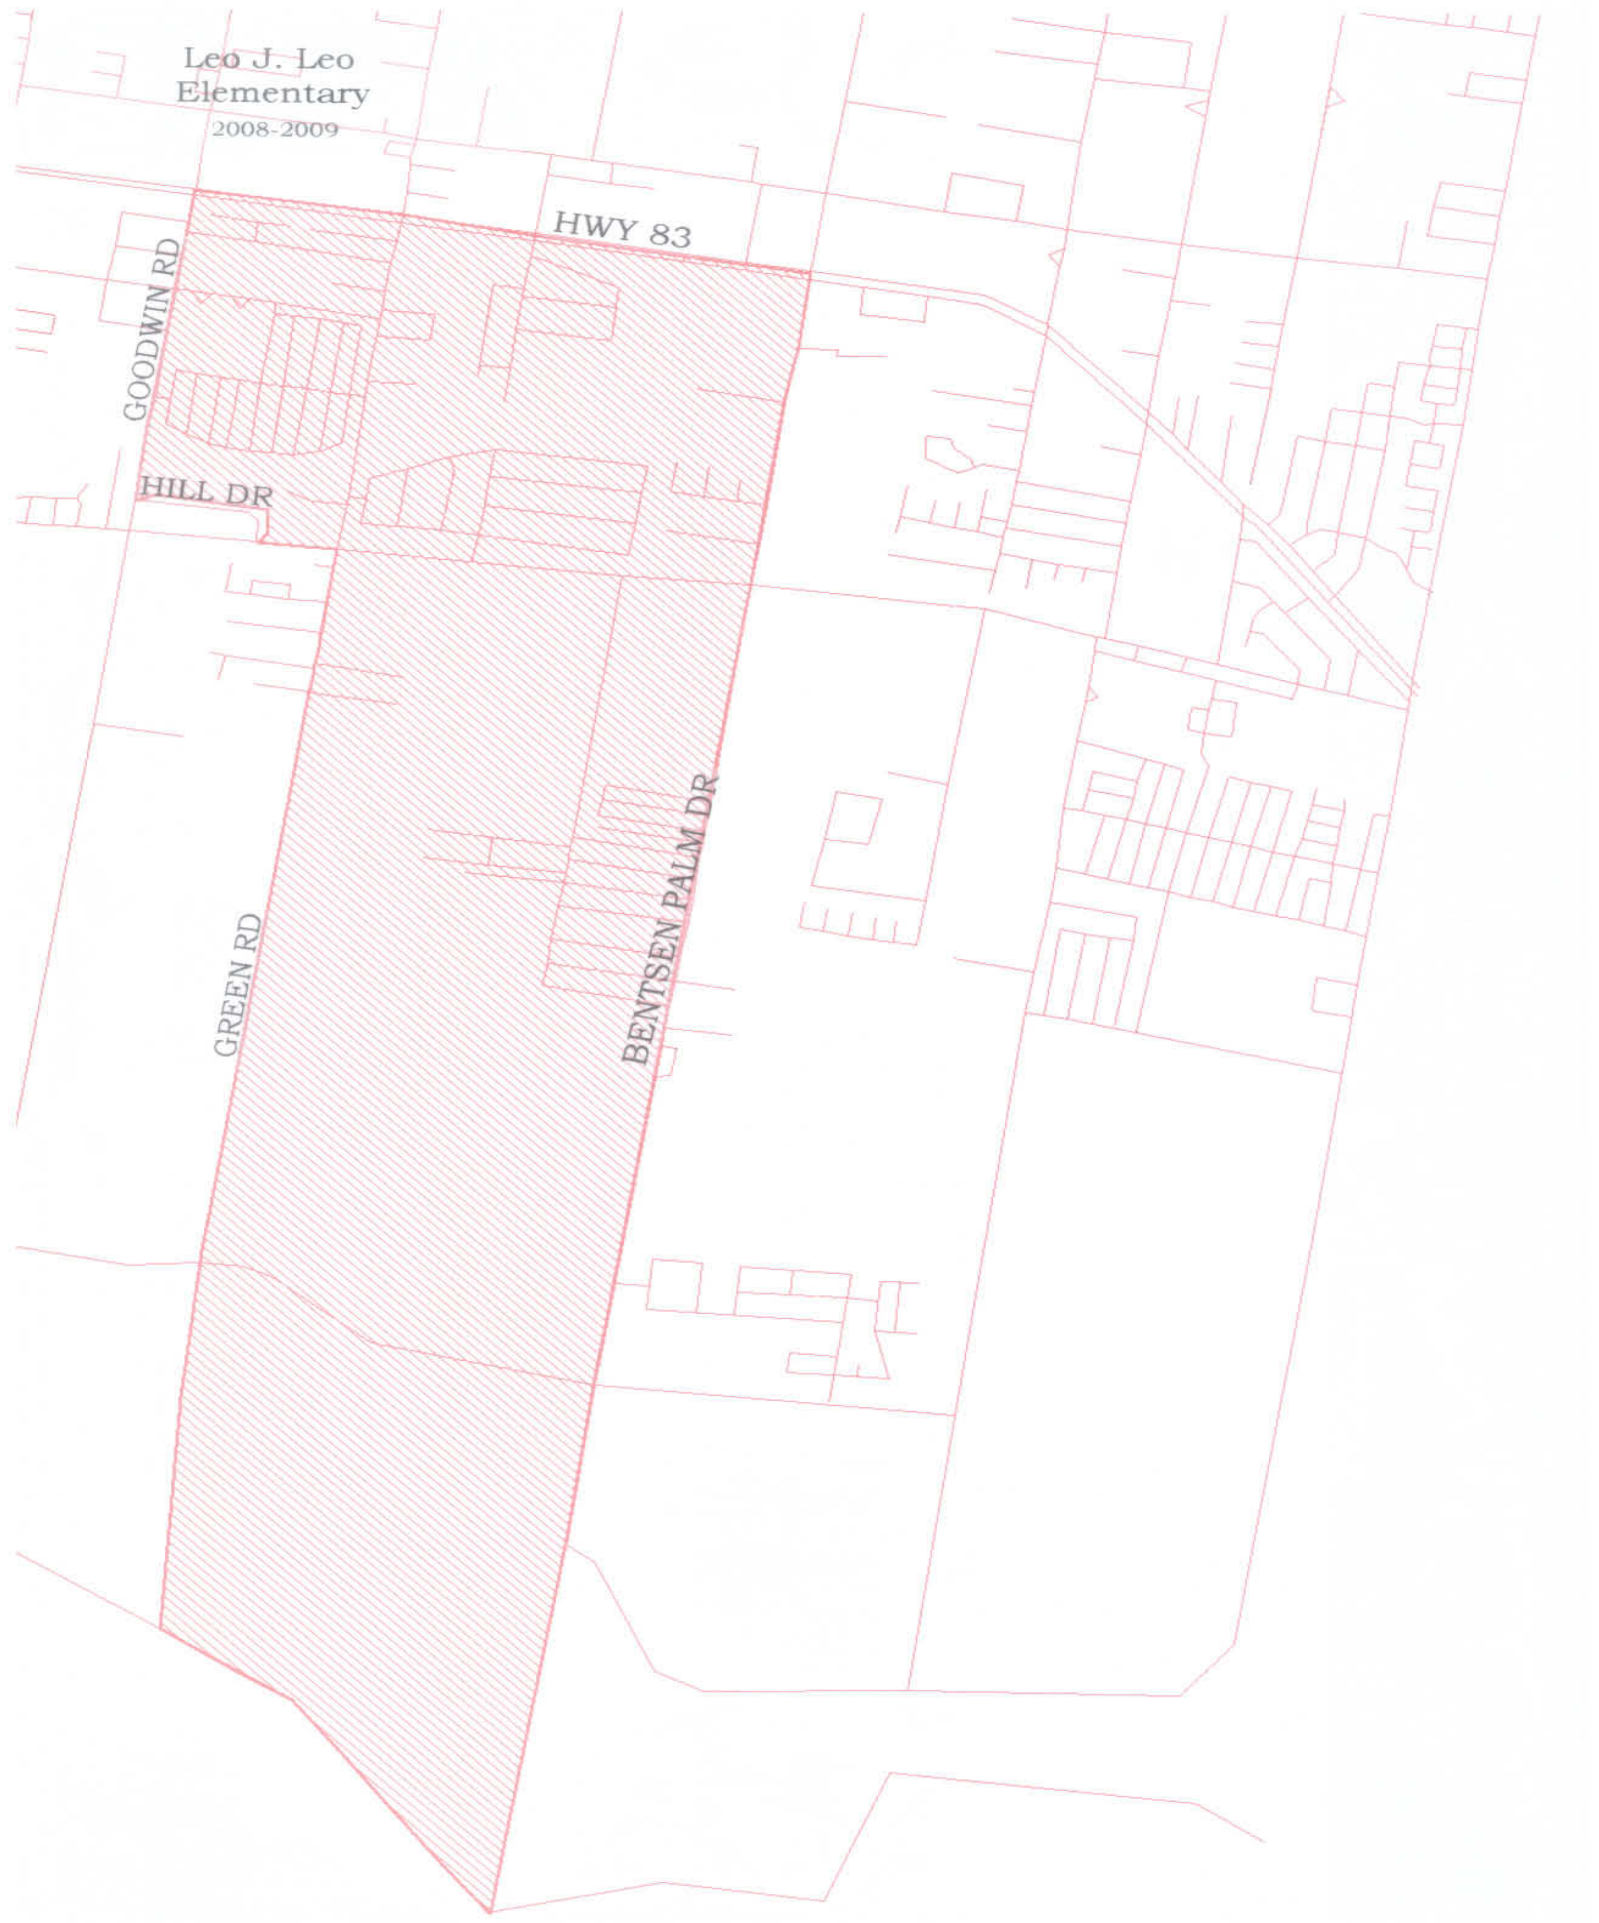 Leo J. Leo
Elementary
2008-2009
HWY 83
GOODWIN RD
HILL DR
BENTSEN PALM DR
GREEN RD